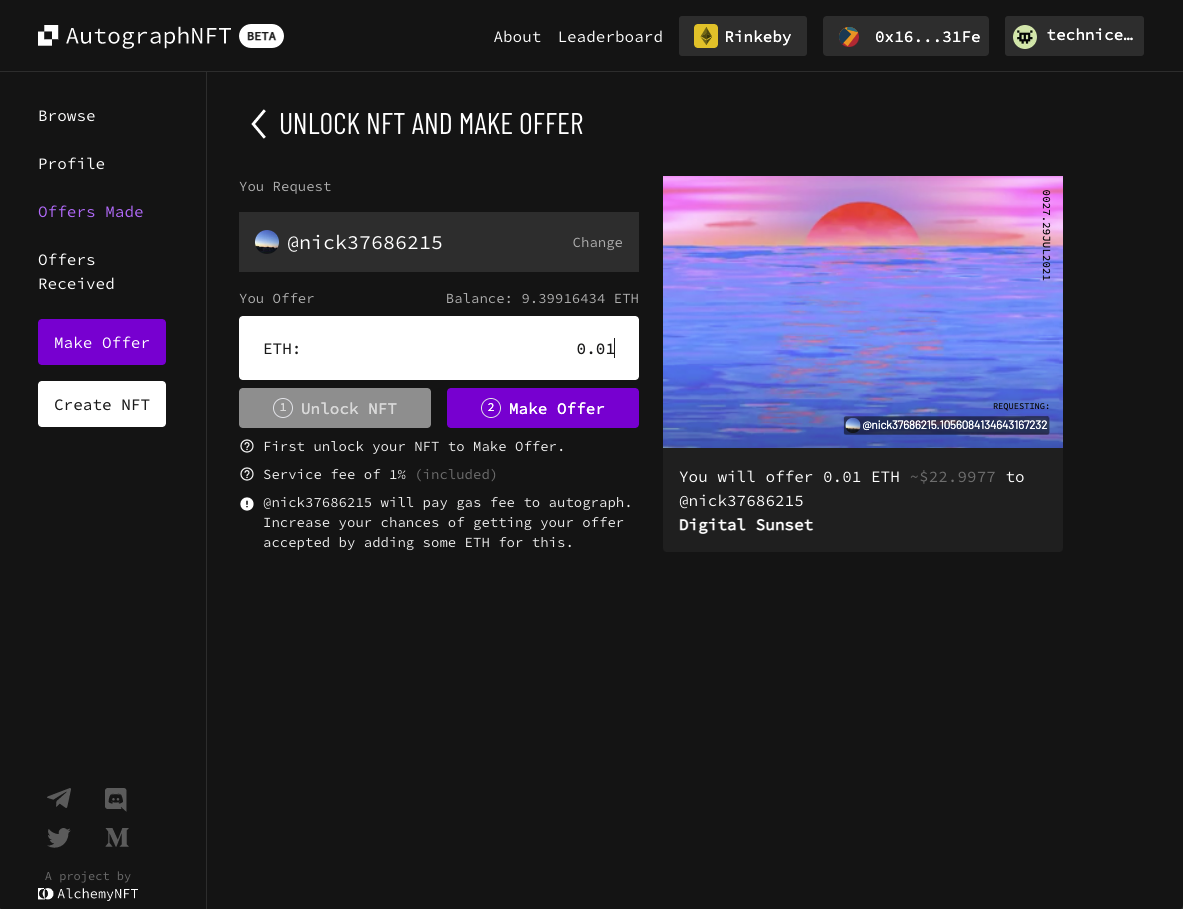 AutographNFT BETA
About
Leaderboard
Rinkeby
0x16...31Fe
technice…
Browse
Profile
Offers Made
Offers
Received
Make Offer
Create NFT
UNLOCK NFT AND MAKE OFFER
You Request
@nick37686215
Change
You Offer
Balance: 9.39916434 ETH
ETH:
0.01
1 Unlock NFT
2 Make Offer
First unlock your NFT to Make Offer.
Service fee of 1% (included)
@nick37686215 will pay gas fee to autograph.
Increase your chances of getting your offer
accepted by adding some ETH for this.
0027.29JUL2021
REQUESTING:
@nick37686215.1056084134643167232
You will offer 0.01 ETH ~$22.9977 to
@nick37686215
Digital Sunset
A project by
AlchemyNFT